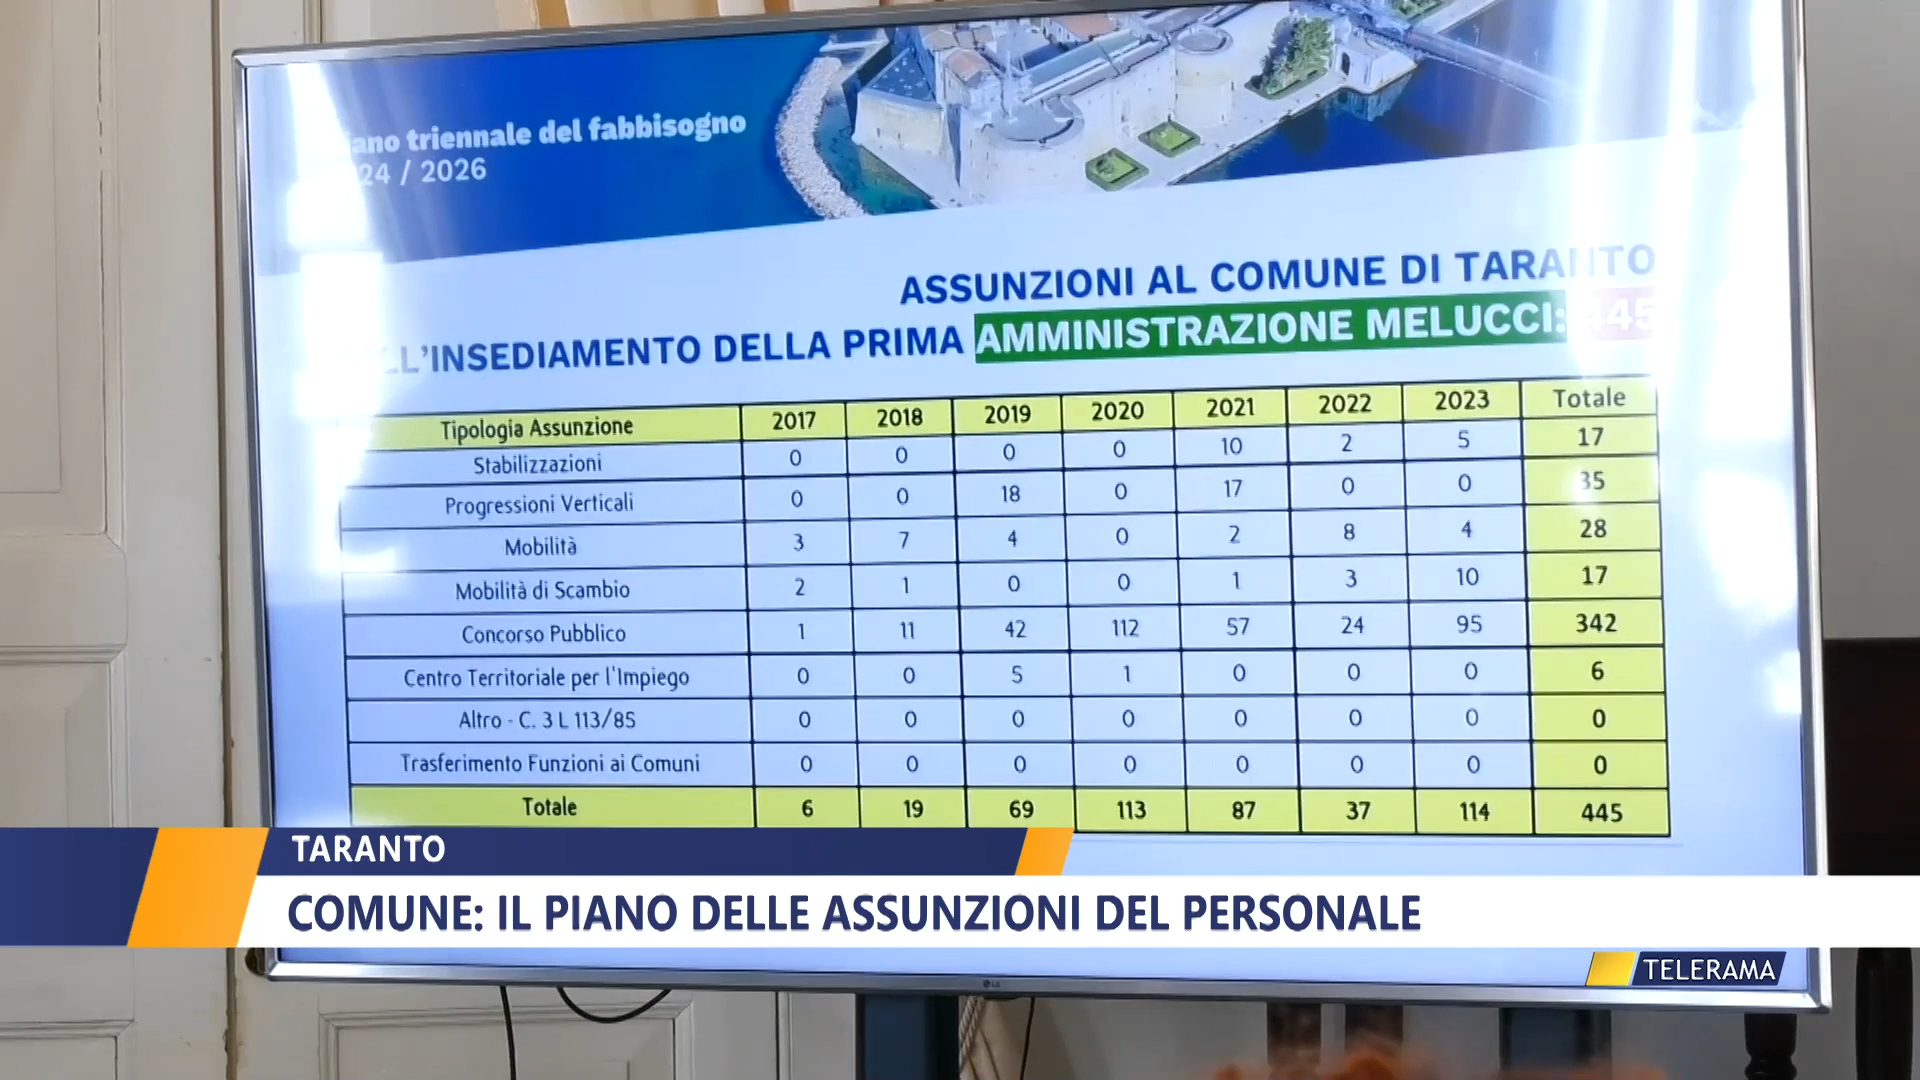 triennale del fabbisogno
/ 2026
ASSUNZIONI AL COMUNE DI TARANTO
INSEDIAMENTO DELLA PRIMA AMMINISTRAZIONE MELUCCI: 445
Tipologia Assunzione 2017 2018 2019 2020 2021 2022 2023 Totale
Stabilizzazioni 0 0 0 0 10 2 5 17
Progressioni Verticali 0 0 18 0 17 0 0 35
Mobilità 3 7 4 0 2 8 4 28
Mobilità di Scambio 2 1 0 0 1 3 10 17
Concorso Pubblico 1 11 42 112 57 24 95 342
Centro Territoriale per l'Impiego 0 0 5 1 0 0 0 6
Altro - C. 3 L 113/85 0 0 0 0 0 0 0 0
Trasferimento Funzioni ai Comuni 0 0 0 0 0 0 0 0
Totale 6 19 69 113 87 37 114 445
TARANTO
COMUNE: IL PIANO DELLE ASSUNZIONI DEL PERSONALE
TELERAMA
LG